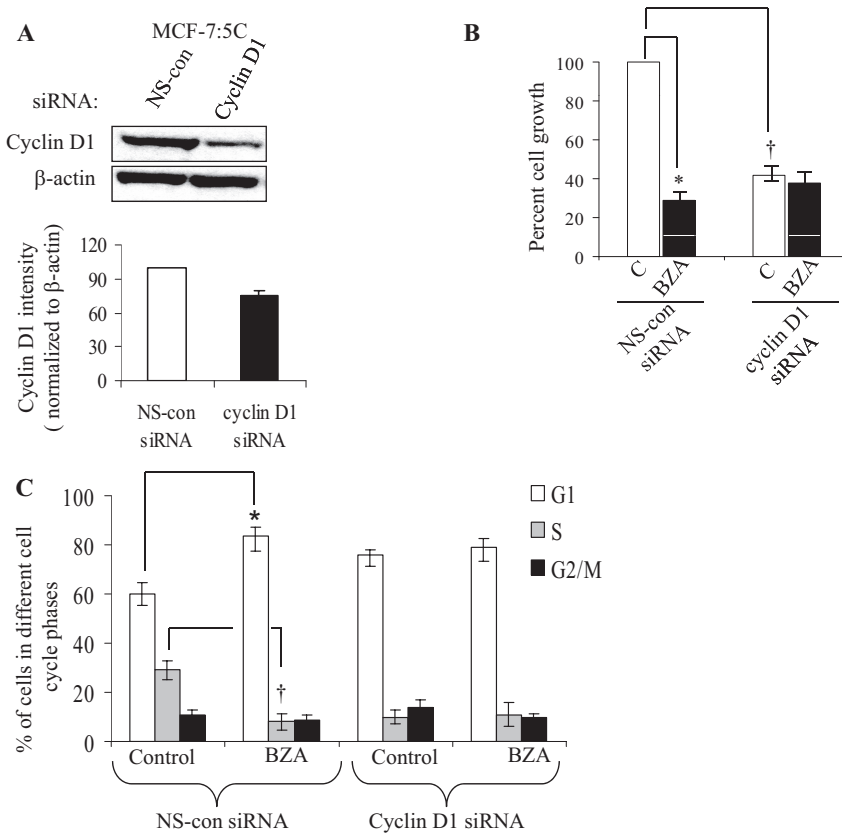 A
MCF-7:5C
siRNA:
NS-con
Cyclin D1
Cyclin D1
β-actin
Cyclin D1 intensity
( normalized to β-actin)
120
90
60
30
0
NS-con
siRNA
cyclin D1
siRNA
B
Percent cell growth
100
80
60
40
20
0
*
†
C
BZA
C
BZA
NS-con
siRNA
cyclin D1
siRNA
C
% of cells in different cell
cycle phases
100
80
60
40
20
0
*
†
G1
S
G2/M
Control
BZA
Control
BZA
NS-con siRNA
Cyclin D1 siRNA